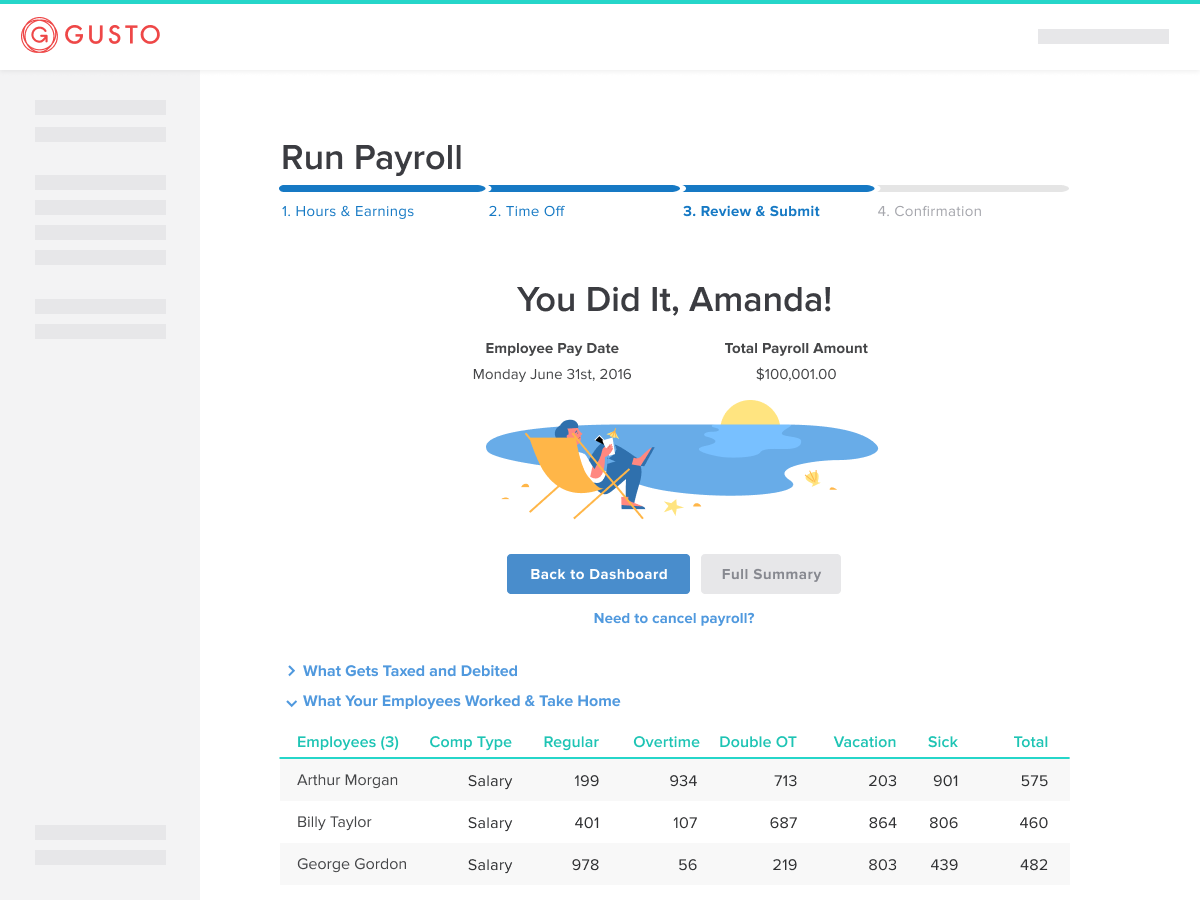 GUSTO
Run Payroll
1. Hours & Earnings 2. Time Off 3. Review & Submit 4. Confirmation
You Did It, Amanda!
Employee Pay Date Total Payroll Amount
Monday June 31st, 2016 $100,001.00
Back to Dashboard Full Summary
Need to cancel payroll?
What Gets Taxed and Debited
What Your Employees Worked & Take Home
Employees (3) Comp Type Regular Overtime Double OT Vacation Sick Total
Arthur Morgan Salary 199 934 713 203 901 575
Billy Taylor Salary 401 107 687 864 806 460
George Gordon Salary 978 56 219 803 439 482